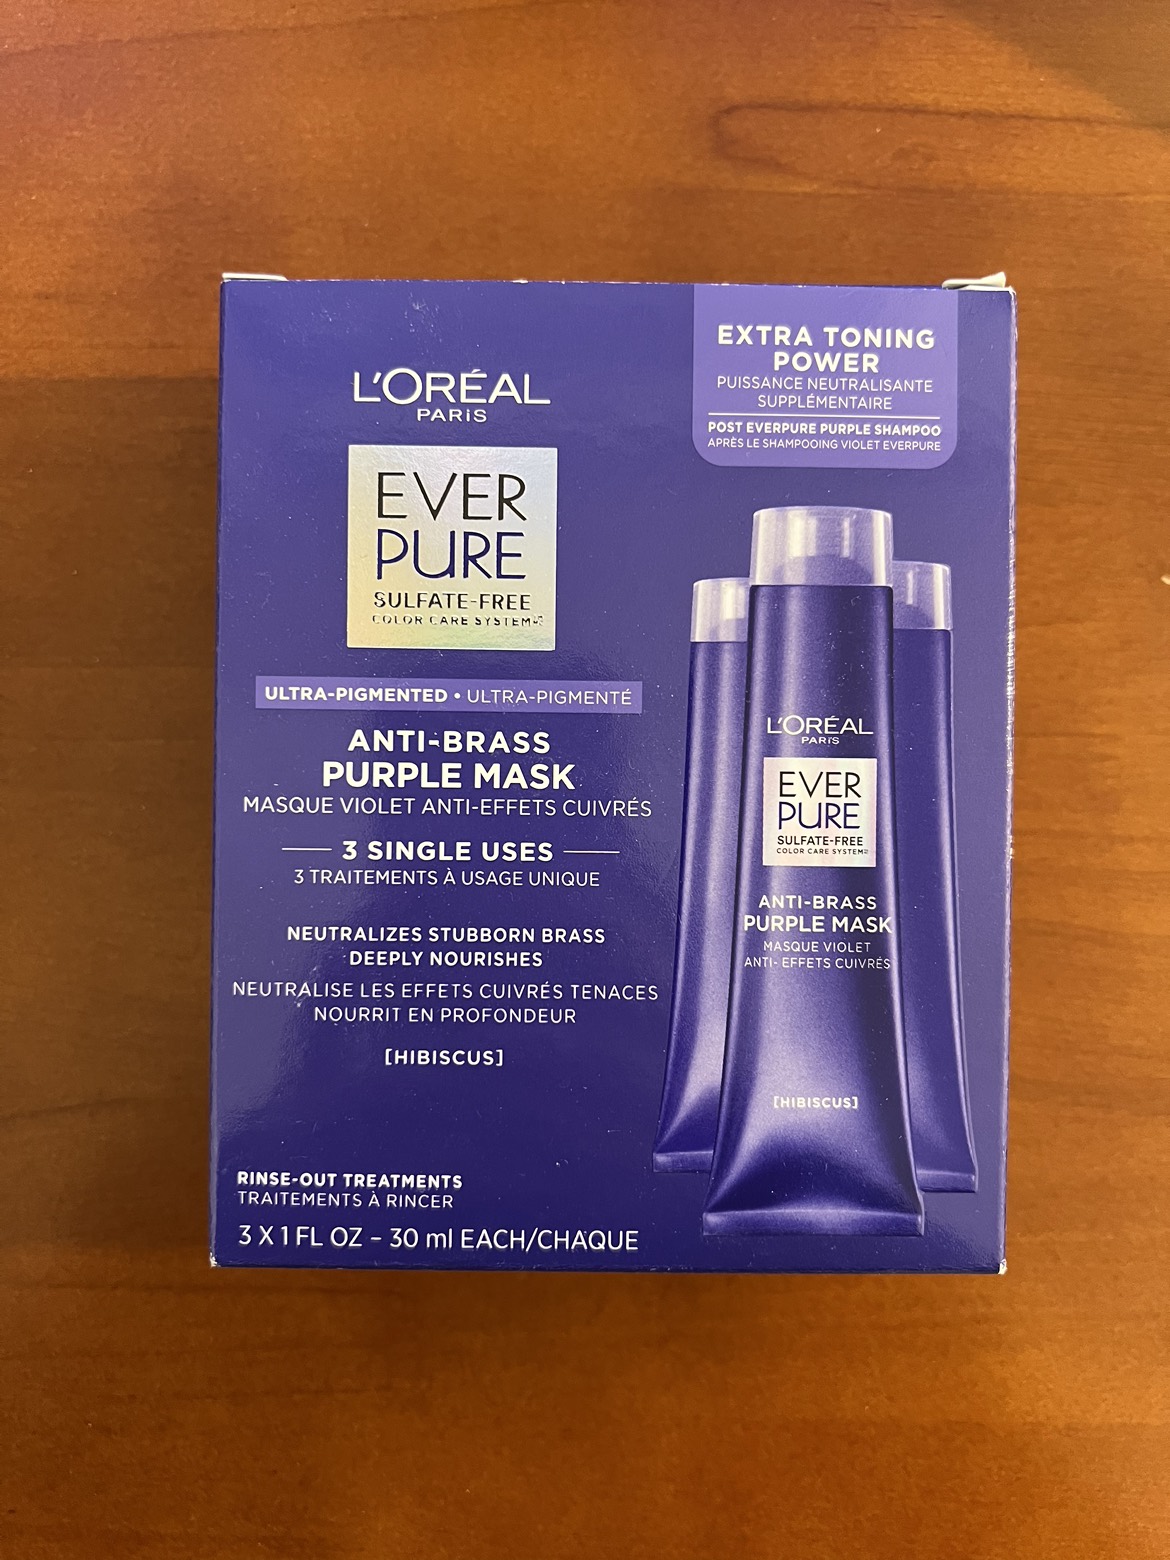 L'ORÉAL
PARiS
EVER
PURE
SULFATE-FREE
COLOR CARE SYSTEM
ULTRA-PIGMENTED • ULTRA-PIGMENTÉ
ANTI-BRASS
PURPLE MASK
MASQUE VIOLET ANTI-EFFETS CUIVRÉS
3 SINGLE USES
3 TRAITEMENTS À USAGE UNIQUE
NEUTRALIZES STUBBORN BRASS
DEEPLY NOURISHES
NEUTRALISE LES EFFETS CUIVRÉS TENACES
NOURRIT EN PROFONDEUR
[HIBISCUS]
RINSE-OUT TREATMENTS
TRAITEMENTS À RINCER
3 X 1 FL OZ – 30 ml EACH/CHAQUE
EXTRA TONING
POWER
PUISSANCE NEUTRALISANTE
SUPPLÉMENTAIRE
POST EVERPURE PURPLE SHAMPOO
APRÈS LE SHAMPOOING VIOLET EVERPURE
L'ORÉAL
PARiS
EVER
PURE
SULFATE-FREE
COLOR CARE SYSTEM
ANTI-BRASS
PURPLE MASK
MASQUE VIOLET
ANTI- EFFETS CUIVRÉS
[HIBISCUS]